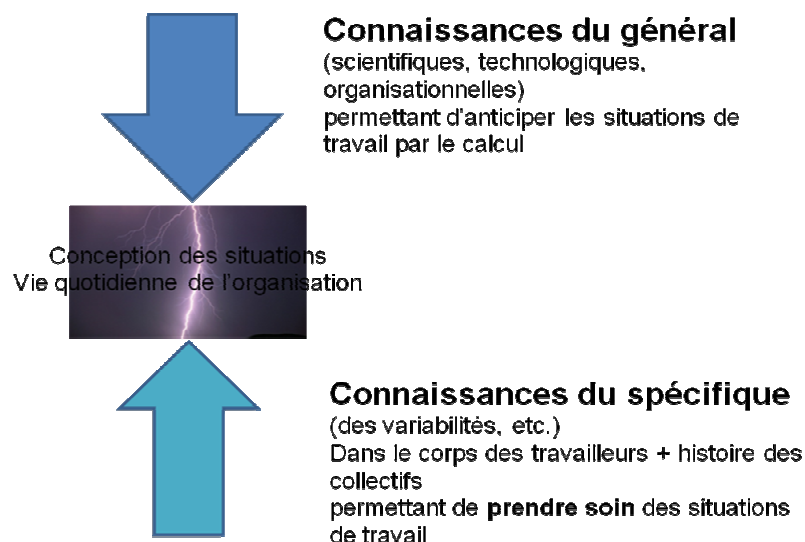 Connaissances du général
(scientifiques, technologiques,
organisationnelles)
permettant d'anticiper les situations de
travail par le calcul
Conception des situations
Vie quotidienne de l'organisation
Connaissances du spécifique
(des variabilités, etc.)
Dans le corps des travailleurs + histoire des
collectifs
permettant de prendre soin des situations
de travail